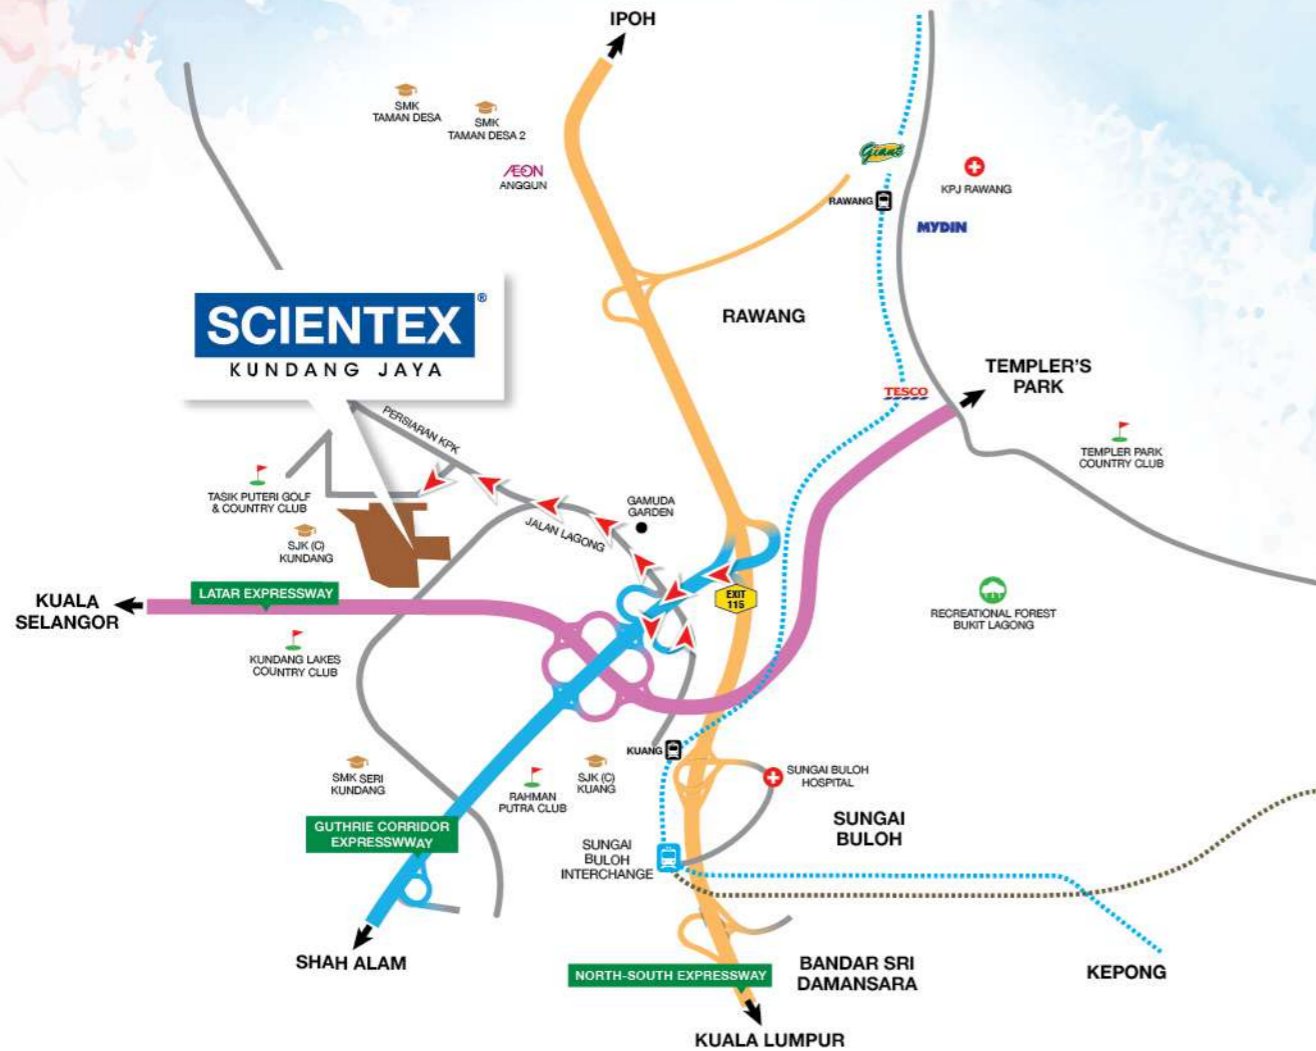 IPOH
SMK
TAMAN DESA
SMK
TAMAN DESA 2
ÆON
ANGGUN
Giant
KPJ RAWANG
RAWANG
MYDIN
SCIENTEX®
KUNDANG JAYA
RAWANG
TEMPLER'S
PARK
TESCO
PERSIARAN KPK
TEMPLER PARK
COUNTRY CLUB
TASIK PUTERI GOLF
& COUNTRY CLUB
GAMUDA
GARDEN
JALAN LAGONG
SJK (C)
KUNDANG
LATAR EXPRESSWAY
KUALA
SELANGOR
EXIT
115
RECREATIONAL FOREST
BUKIT LAGONG
KUNDANG LAKES
COUNTRY CLUB
KUANG
SMK SERI
KUNDANG
RAHMAN
PUTRA CLUB
SJK (C)
KUANG
SUNGAI BULOH
HOSPITAL
GUTHRIE CORRIDOR
EXPRESSWWAY
SUNGAI
BULOH
SUNGAI
BULOH
INTERCHANGE
SHAH ALAM
NORTH-SOUTH EXPRESSWAY
BANDAR SRI
DAMANSARA
KEPONG
KUALA LUMPUR